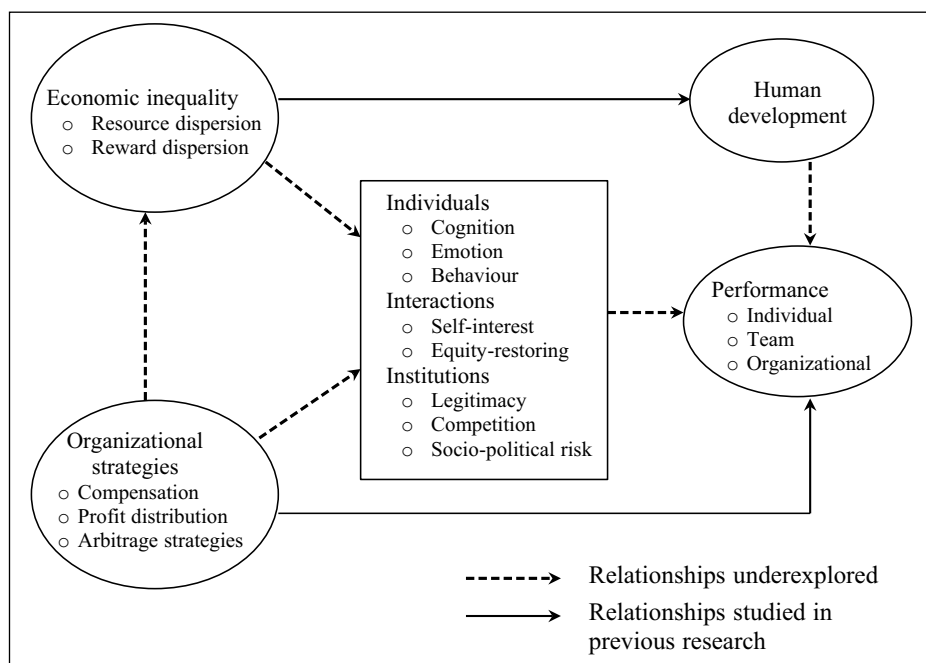 Economic inequality
○ Resource dispersion
○ Reward dispersion
Human
development
Individuals
○ Cognition
○ Emotion
○ Behaviour
Interactions
○ Self-interest
○ Equity-restoring
Institutions
○ Legitimacy
○ Competition
○ Socio-political risk
Performance
○ Individual
○ Team
○ Organizational
Organizational
strategies
○ Compensation
○ Profit distribution
○ Arbitrage strategies
Relationships underexplored
Relationships studied in
previous research